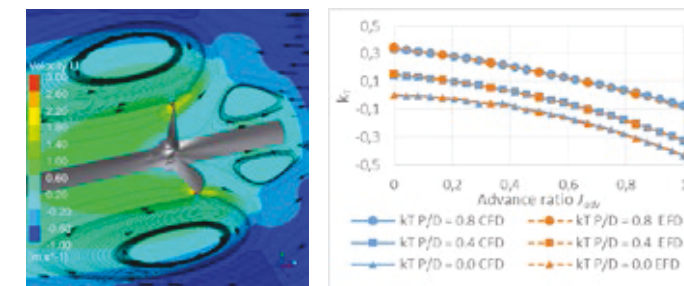 Velocity U
3.00
2.60
2.20
1.80
1.40
1.00
0.60
0.20
-0.20
-0.60
-1.00
[m s^-1]
0,5
0,3
0,1
-0,1
-0,3
-0,5
kT
0 0,2 0,4 0,6 0,8 1
Advance ratio Jadv
kT P/D = 0.8 CFD kT P/D = 0.8 EFD
kT P/D = 0.4 CFD kT P/D = 0.4 EFD
kT P/D = 0.0 CFD kT P/D = 0.0 EFD